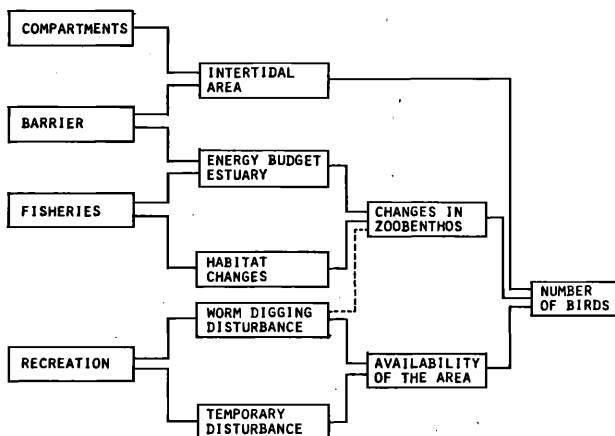 COMPARTMENTS
INTERTIDAL
AREA
BARRIER
ENERGY BUDGET
ESTUARY
FISHERIES
CHANGES IN
ZOOBENTHOS
HABITAT
CHANGES
NUMBER
OF BIRDS
WORM DIGGING
DISTURBANCE
RECREATION
AVAILABILITY
OF THE AREA
TEMPORARY
DISTURBANCE